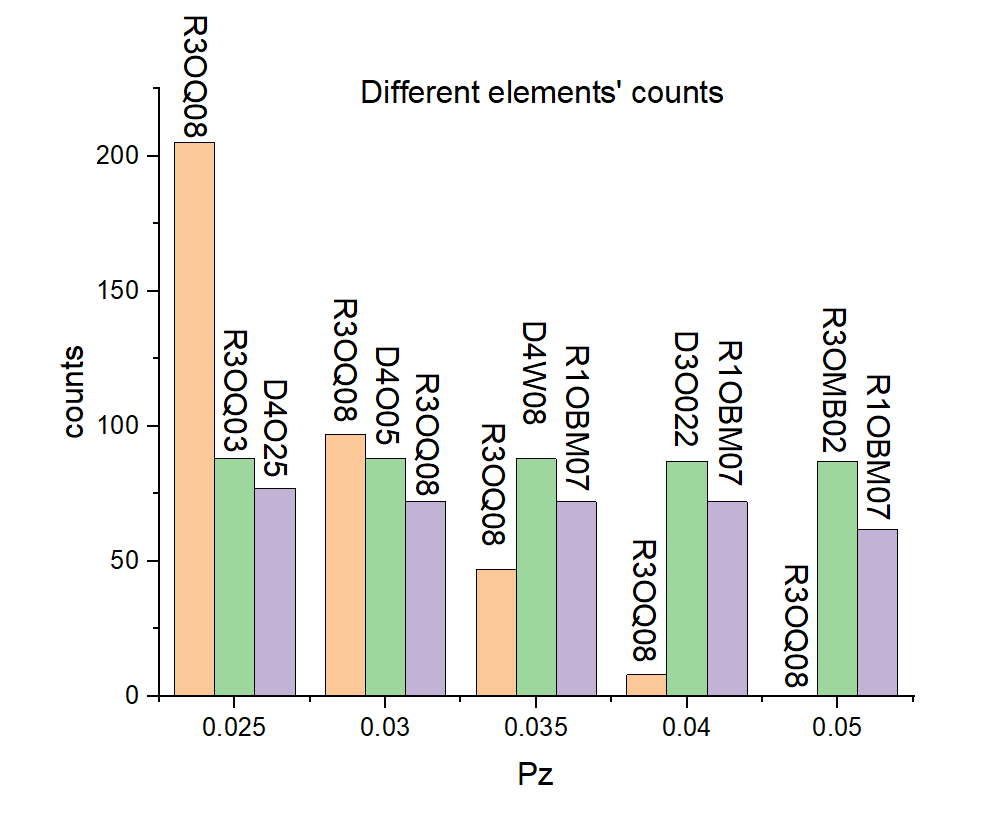 Different elements' counts
counts
200
150
100
50
0
R3OQ08
R3OQ03
D4O25
R3OQ08
D4O05
R3OQ08
R3OQ08
D4W08
R1OBM07
R3OQ08
D3O022
R1OBM07
R3OQ08
R3OMB02
R1OBM07
0.025
0.03
0.035
0.04
0.05
Pz